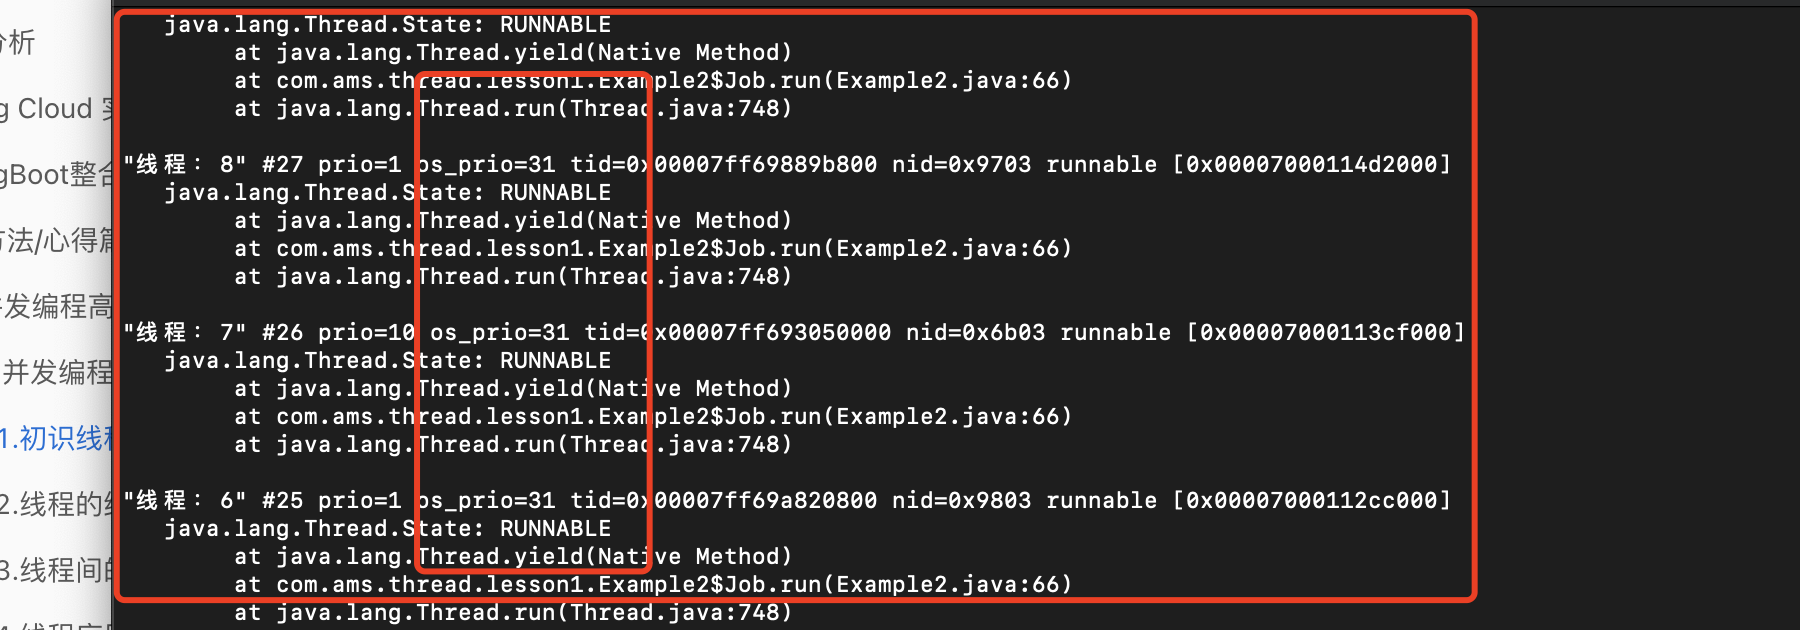 分析
g Cloud 实
gBoot整合
方法/心得篇
并发编程高
并发编程
1.初识线程
2.线程的
3.线程间的
java.lang.Thread.State: RUNNABLE
at java.lang.Thread.yield(Native Method)
at com.ams.thread.lesson1.Example2$Job.run(Example2.java:66)
at java.lang.Thread.run(Thread.java:748)
"线程：8" #27 prio=1 os_prio=31 tid=0x00007ff69889b800 nid=0x9703 runnable [0x00007000114d2000]
java.lang.Thread.State: RUNNABLE
at java.lang.Thread.yield(Native Method)
at com.ams.thread.lesson1.Example2$Job.run(Example2.java:66)
at java.lang.Thread.run(Thread.java:748)
"线程：7" #26 prio=10 os_prio=31 tid=0x00007ff693050000 nid=0x6b03 runnable [0x00007000113cf000]
java.lang.Thread.State: RUNNABLE
at java.lang.Thread.yield(Native Method)
at com.ams.thread.lesson1.Example2$Job.run(Example2.java:66)
at java.lang.Thread.run(Thread.java:748)
"线程：6" #25 prio=1 os_prio=31 tid=0x00007ff69a820800 nid=0x9803 runnable [0x00007000112cc000]
java.lang.Thread.State: RUNNABLE
at java.lang.Thread.yield(Native Method)
at com.ams.thread.lesson1.Example2$Job.run(Example2.java:66)
at java.lang.Thread.run(Thread.java:748)